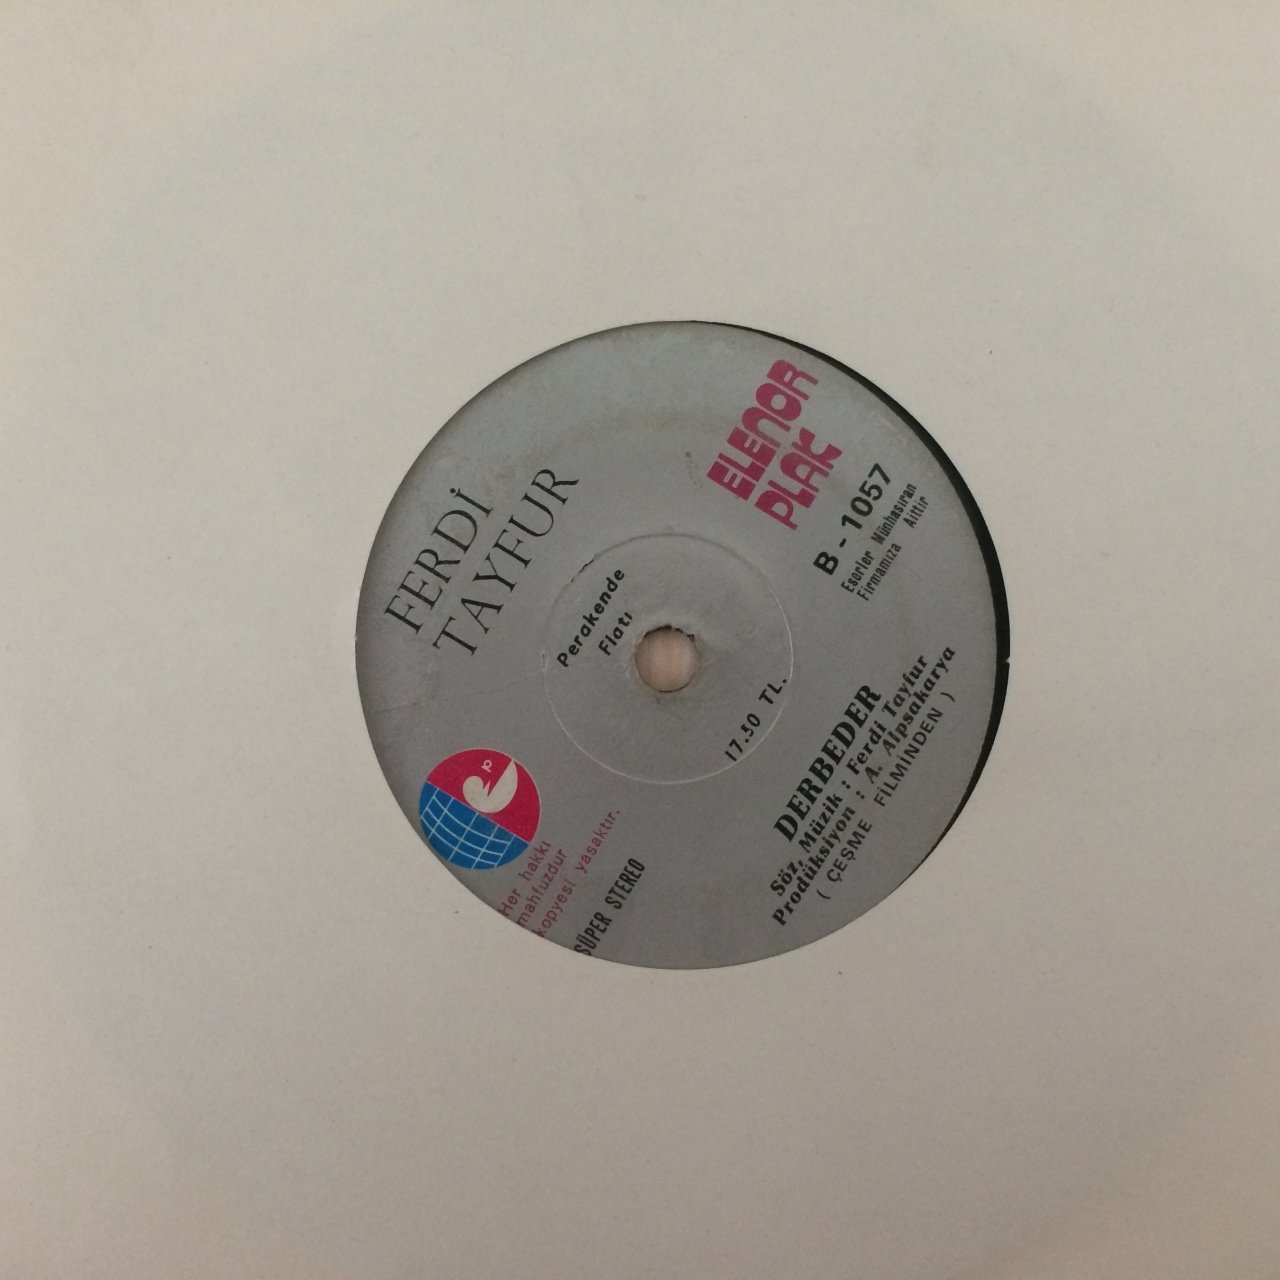 FERDİ
TAYFUR
ELENOR
PLAK
B - 1057
Eserler Münhasıran
Firmamıza Aittir
Perakende
Fiatı
17.50 TL.
DERBEDER
Söz, Müzik : Ferdi Tayfur
Prodüksiyon : A. Alpsakarya
( ÇEŞME FİLMİNDEN )
Her hakkı
mahfuzdur
kopyesi yasaktır.
SÜPER STEREO